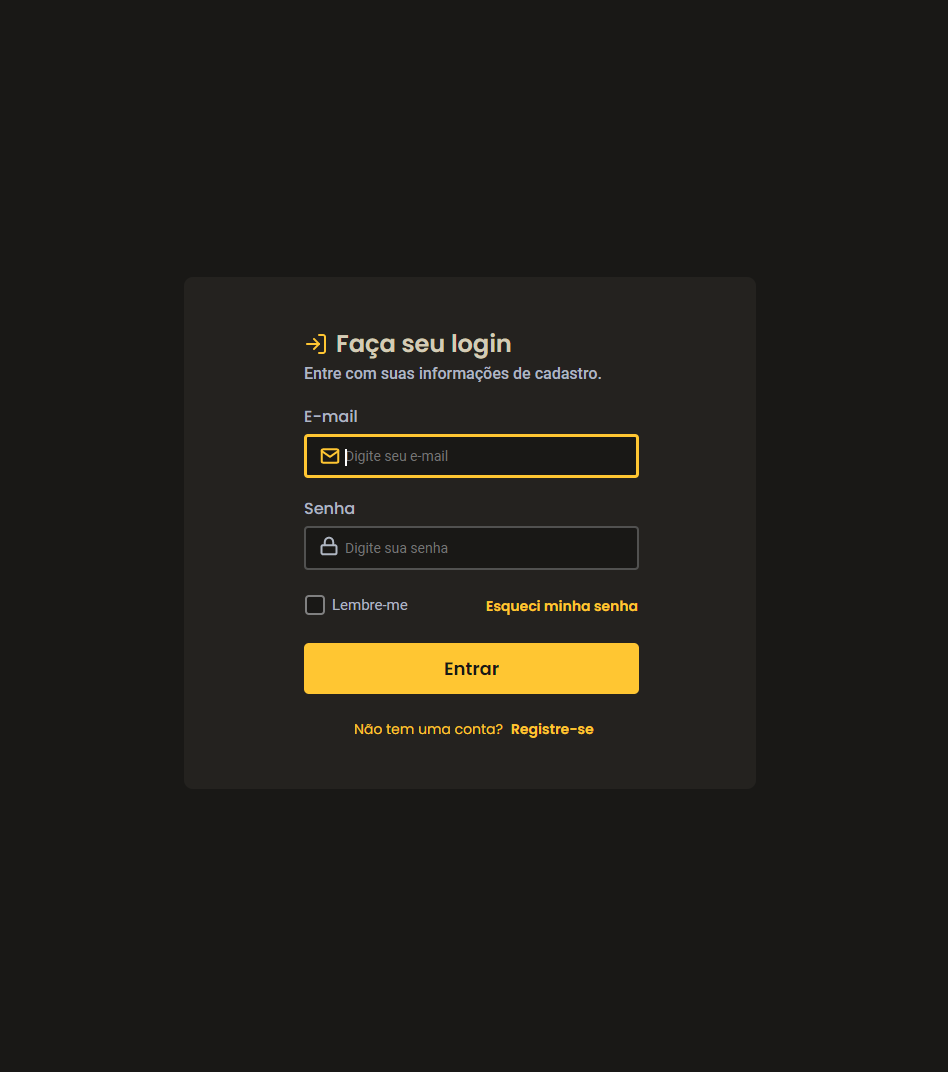 Faça seu login
Entre com suas informações de cadastro.
E-mail
Digite seu e-mail
Senha
Digite sua senha
Lembre-me Esqueci minha senha
Entrar
Não tem uma conta? Registre-se